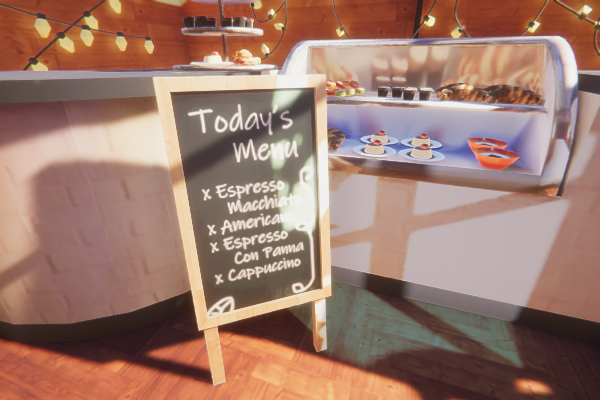 Today's
Menu
x Espresso
Macchiato
x Americano
x Espresso
Con Panna
x Cappuccino